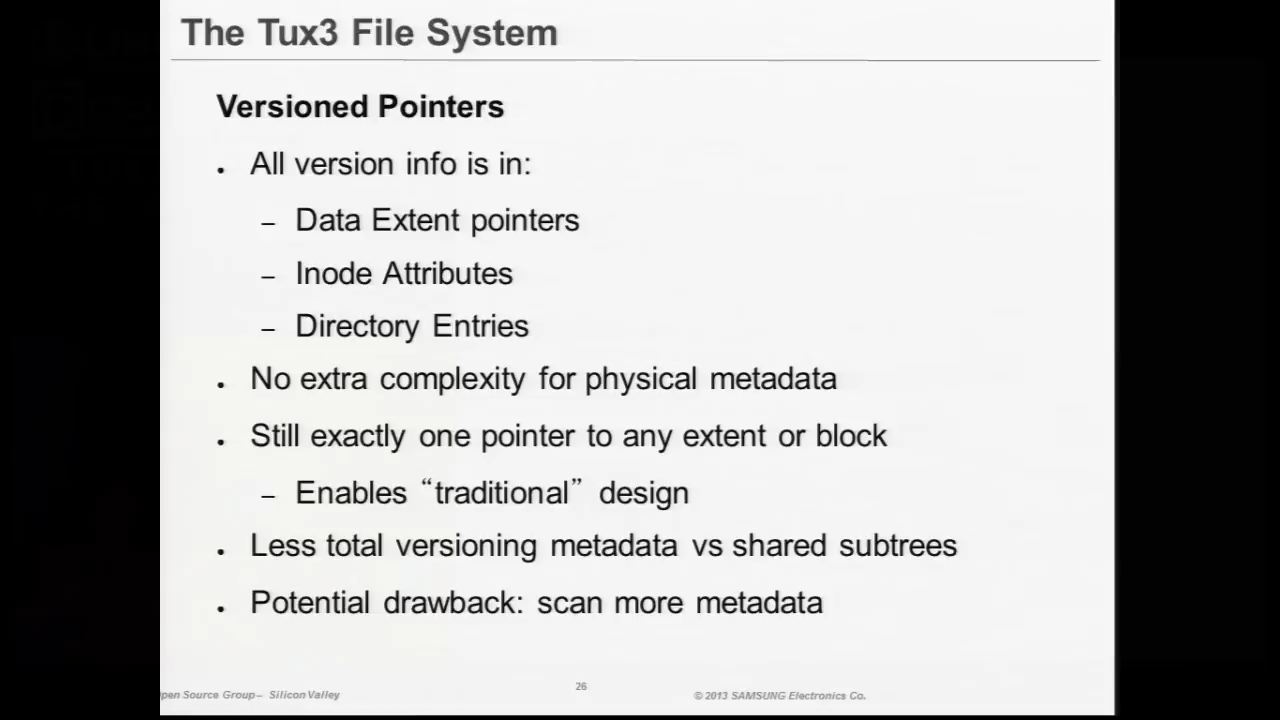 The Tux3 File System
Versioned Pointers
● All version info is in:
– Data Extent pointers
– Inode Attributes
– Directory Entries
● No extra complexity for physical metadata
● Still exactly one pointer to any extent or block
– Enables “traditional” design
● Less total versioning metadata vs shared subtrees
● Potential drawback: scan more metadata
pen Source Group– Silicon Valley
26
© 2013 SAMSUNG Electronics Co.